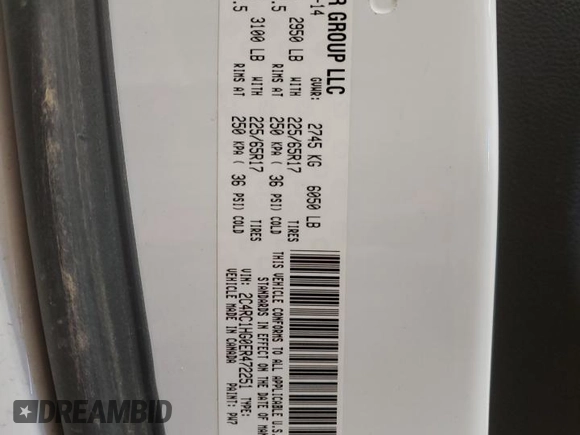 R GROUP LLC
-14
GVWR: 2745 KG 6050 LB
2950 LB WITH 225/65R17 TIRES
.5 RIMS AT 250 KPA ( 36 PSI) COLD
3100 LB WITH 225/65R17 TIRES
.5 RIMS AT 250 KPA ( 36 PSI) COLD
THIS VEHICLE CONFORMS TO ALL APPLICABLE U.S.
STANDARDS IN EFFECT ON THE DATE OF MAN
VIN: 2C4RC1HG0ER472251 TYPE:
VEHICLE MADE IN CANADA PAINT: PW7
DREAMBID